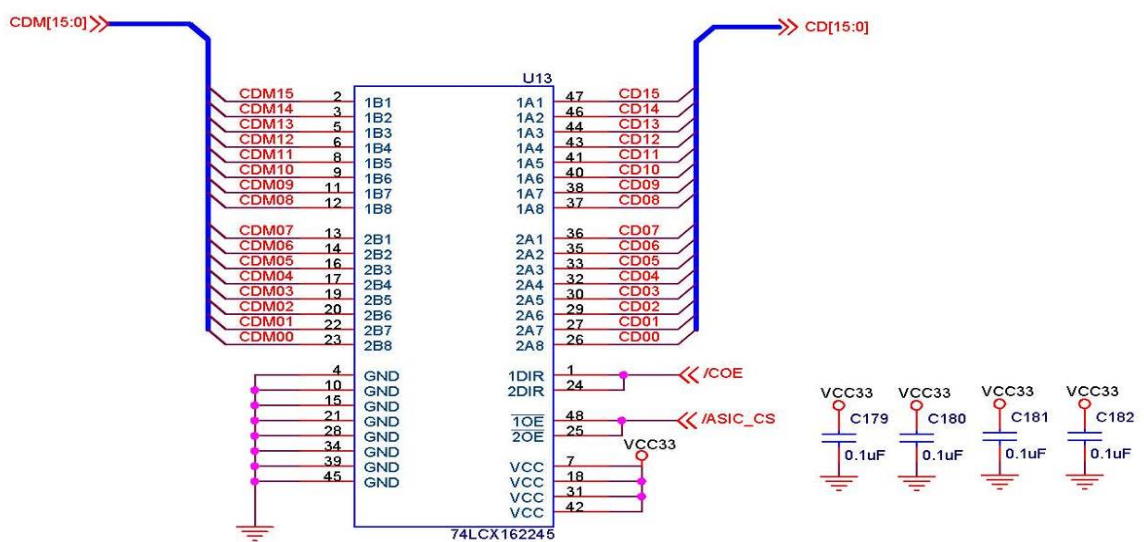 CDM[15:0] CD[15:0]
U13
CDM15 2 1B1 1A1 47 CD15
CDM14 3 1B2 1A2 46 CD14
CDM13 5 1B3 1A3 44 CD13
CDM12 6 1B4 1A4 43 CD12
CDM11 8 1B5 1A5 41 CD11
CDM10 9 1B6 1A6 40 CD10
CDM09 11 1B7 1A7 38 CD09
CDM08 12 1B8 1A8 37 CD08
CDM07 13 2B1 2A1 36 CD07
CDM06 14 2B2 2A2 35 CD06
CDM05 16 2B3 2A3 33 CD05
CDM04 17 2B4 2A4 32 CD04
CDM03 19 2B5 2A5 30 CD03
CDM02 20 2B6 2A6 29 CD02
CDM01 22 2B7 2A7 27 CD01
CDM00 23 2B8 2A8 26 CD00
4 GND 1DIR 1 /COE
10 GND 2DIR 24
15 GND
21 GND 1OE 48 /ASIC_CS
28 GND 2OE 25
34 GND VCC33
39 GND VCC 7
45 GND VCC 18
VCC 31
VCC 42
74LCX162245
VCC33 VCC33 VCC33 VCC33
C179 C180 C181 C182
0.1uF 0.1uF 0.1uF 0.1uF